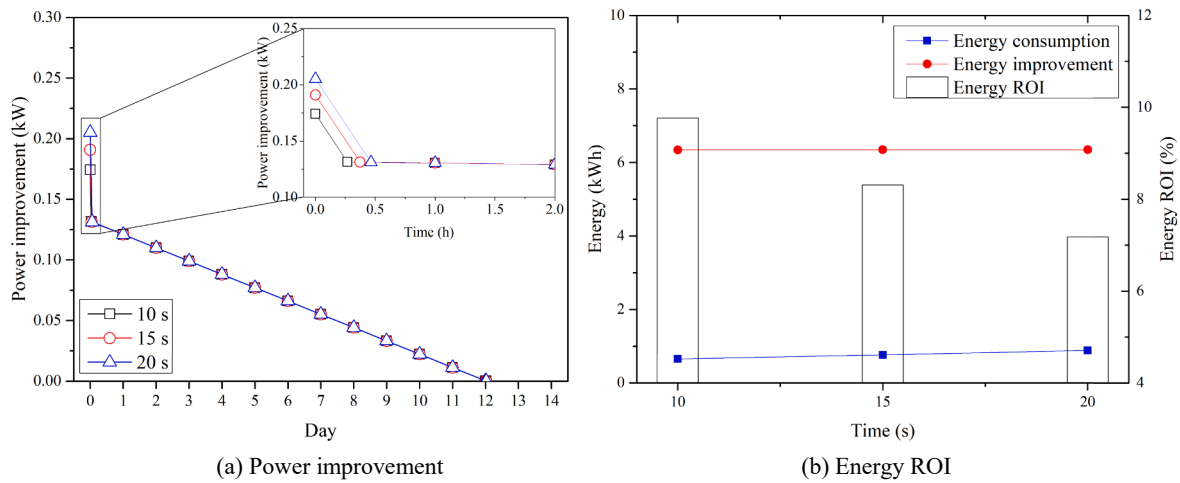 Power improvement (kW)
0.30
0.25
0.20
0.15
0.10
0.05
0.00
0 1 2 3 4 5 6 7 8 9 10 11 12 13 14
Day
10 s
15 s
20 s
Power improvement (kW)
0.25
0.20
0.15
0.10
0.0 0.5 1.0 2.0
Time (h)
(a) Power improvement
Energy (kWh)
10
8
6
4
2
0
10 15 20
Time (s)
Energy consumption
Energy improvement
Energy ROI
12
10
8
6
4
Energy ROI (%)
(b) Energy ROI